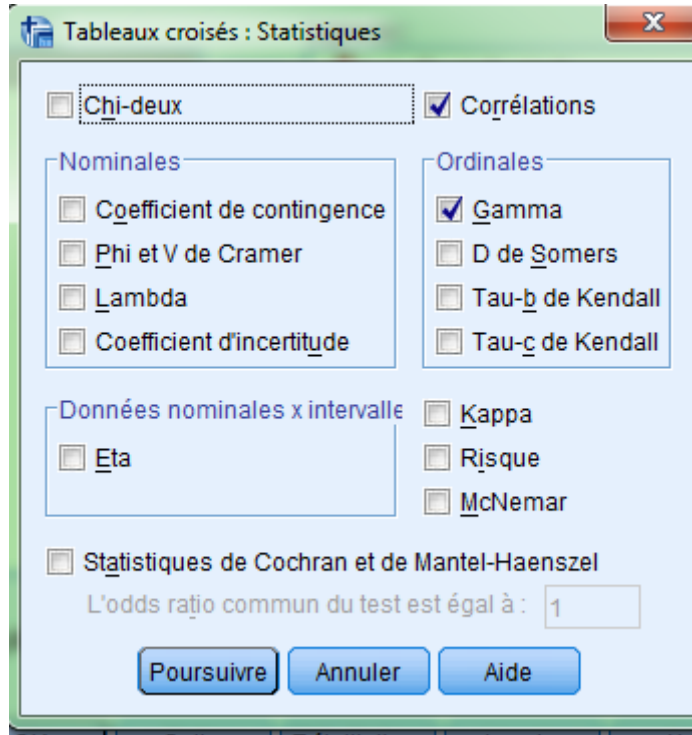 Tableaux croisés : Statistiques
Chi-deux
Corrélations
Nominales
Coefficient de contingence
Phi et V de Cramer
Lambda
Coefficient d'incertitude
Ordinales
Gamma
D de Somers
Tau-b de Kendall
Tau-c de Kendall
Données nominales x intervalle
Eta
Kappa
Risque
McNemar
Statistiques de Cochran et de Mantel-Haenszel
L'odds ratio commun du test est égal à : 1
Poursuivre Annuler Aide